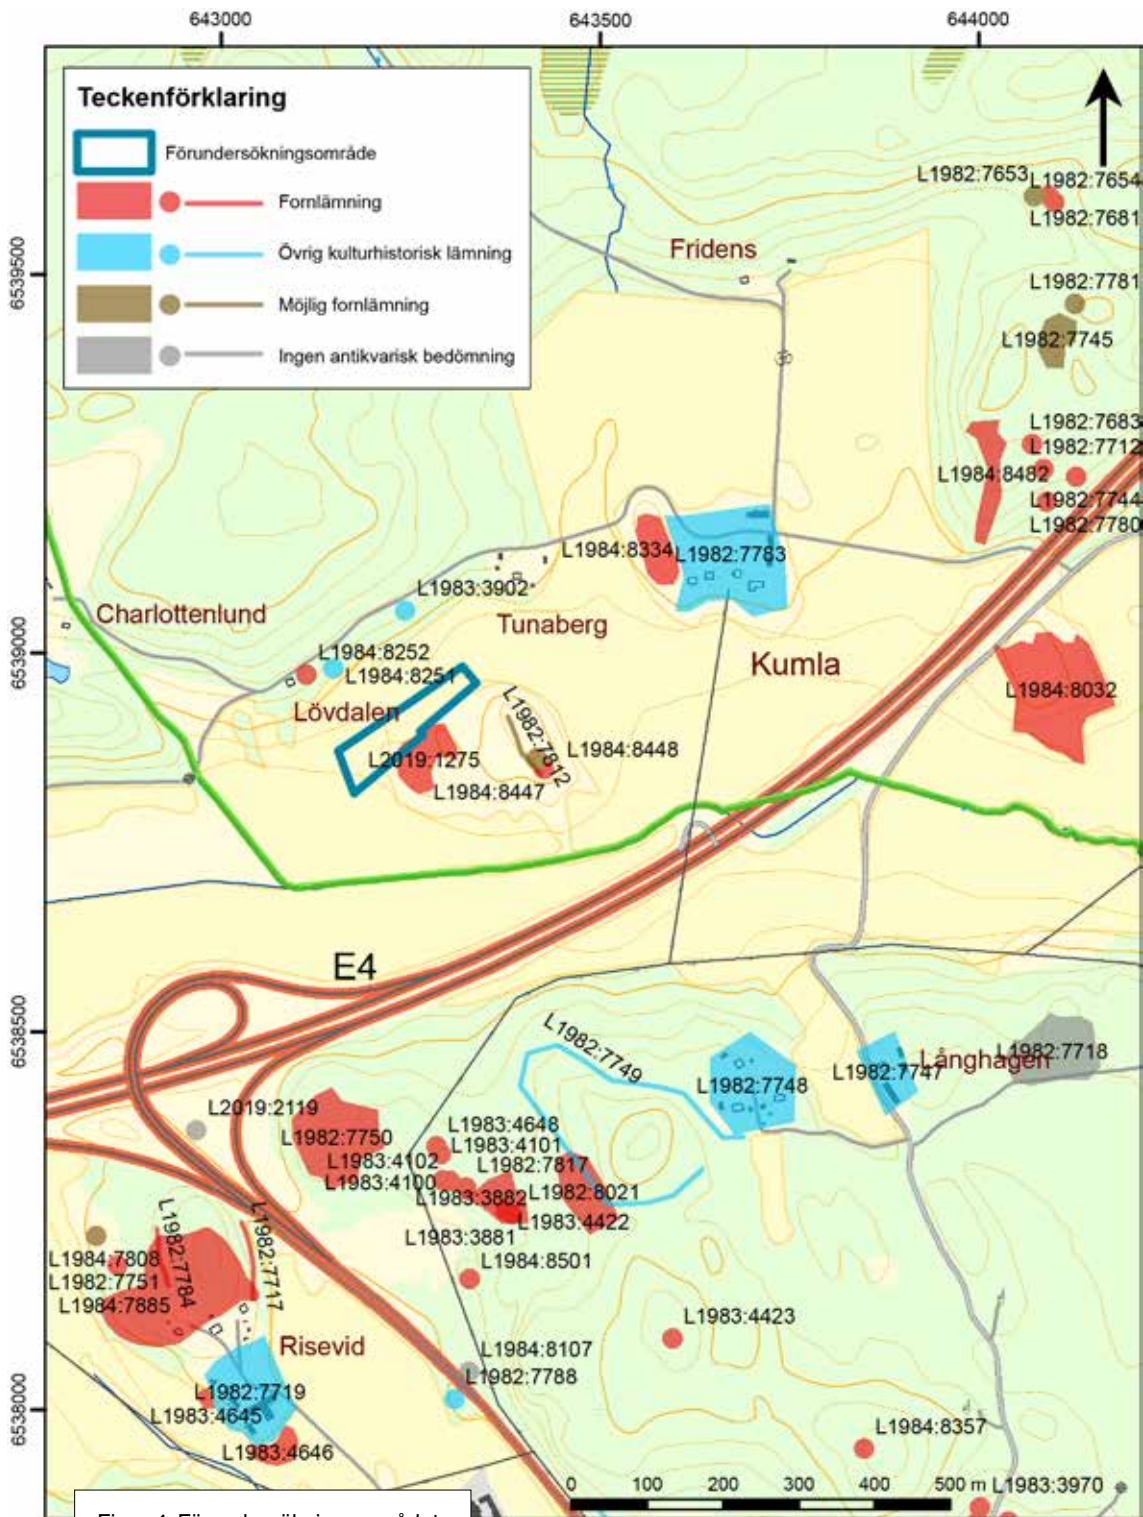 643000
643500
644000
Teckenförklaring
Förundersökningsområde
Fornlämning
Övrig kulturhistorisk lämning
Möjlig fornlämning
Ingen antikvarisk bedömning
L1982:7653
L1982:7654
L1982:7681
Fridens
6539500
L1982:7781
L1982:7745
L1982:7683
L1982:7712
L1984:8482
L1982:7744
L1982:7780
L1984:8334
L1982:7783
L1983:3902
Charlottenlund
Tunaberg
6539000
L1984:8252
L1984:8251
Kumla
L1984:8032
Lövdalen
L1982:7812
L1984:8448
L2019:1275
L1984:8447
E4
6538500
L1982:7749
L1982:7748
L1982:7747
Långhagen
L1982:7718
L2019:2119
L1982:7750
L1983:4648
L1983:4101
L1983:4102
L1982:7817
L1983:4100
L1983:3882
L1982:8021
L1983:4422
L1983:3881
L1984:8501
L1982:7784
L1982:7717
L1984:7808
L1982:7751
L1984:7885
L1983:4423
Risevid
L1984:8107
L1982:7788
6538000
L1982:7719
L1983:4645
L1983:4646
L1984:8357
0 100 200 300 400 500 m
L1983:3970